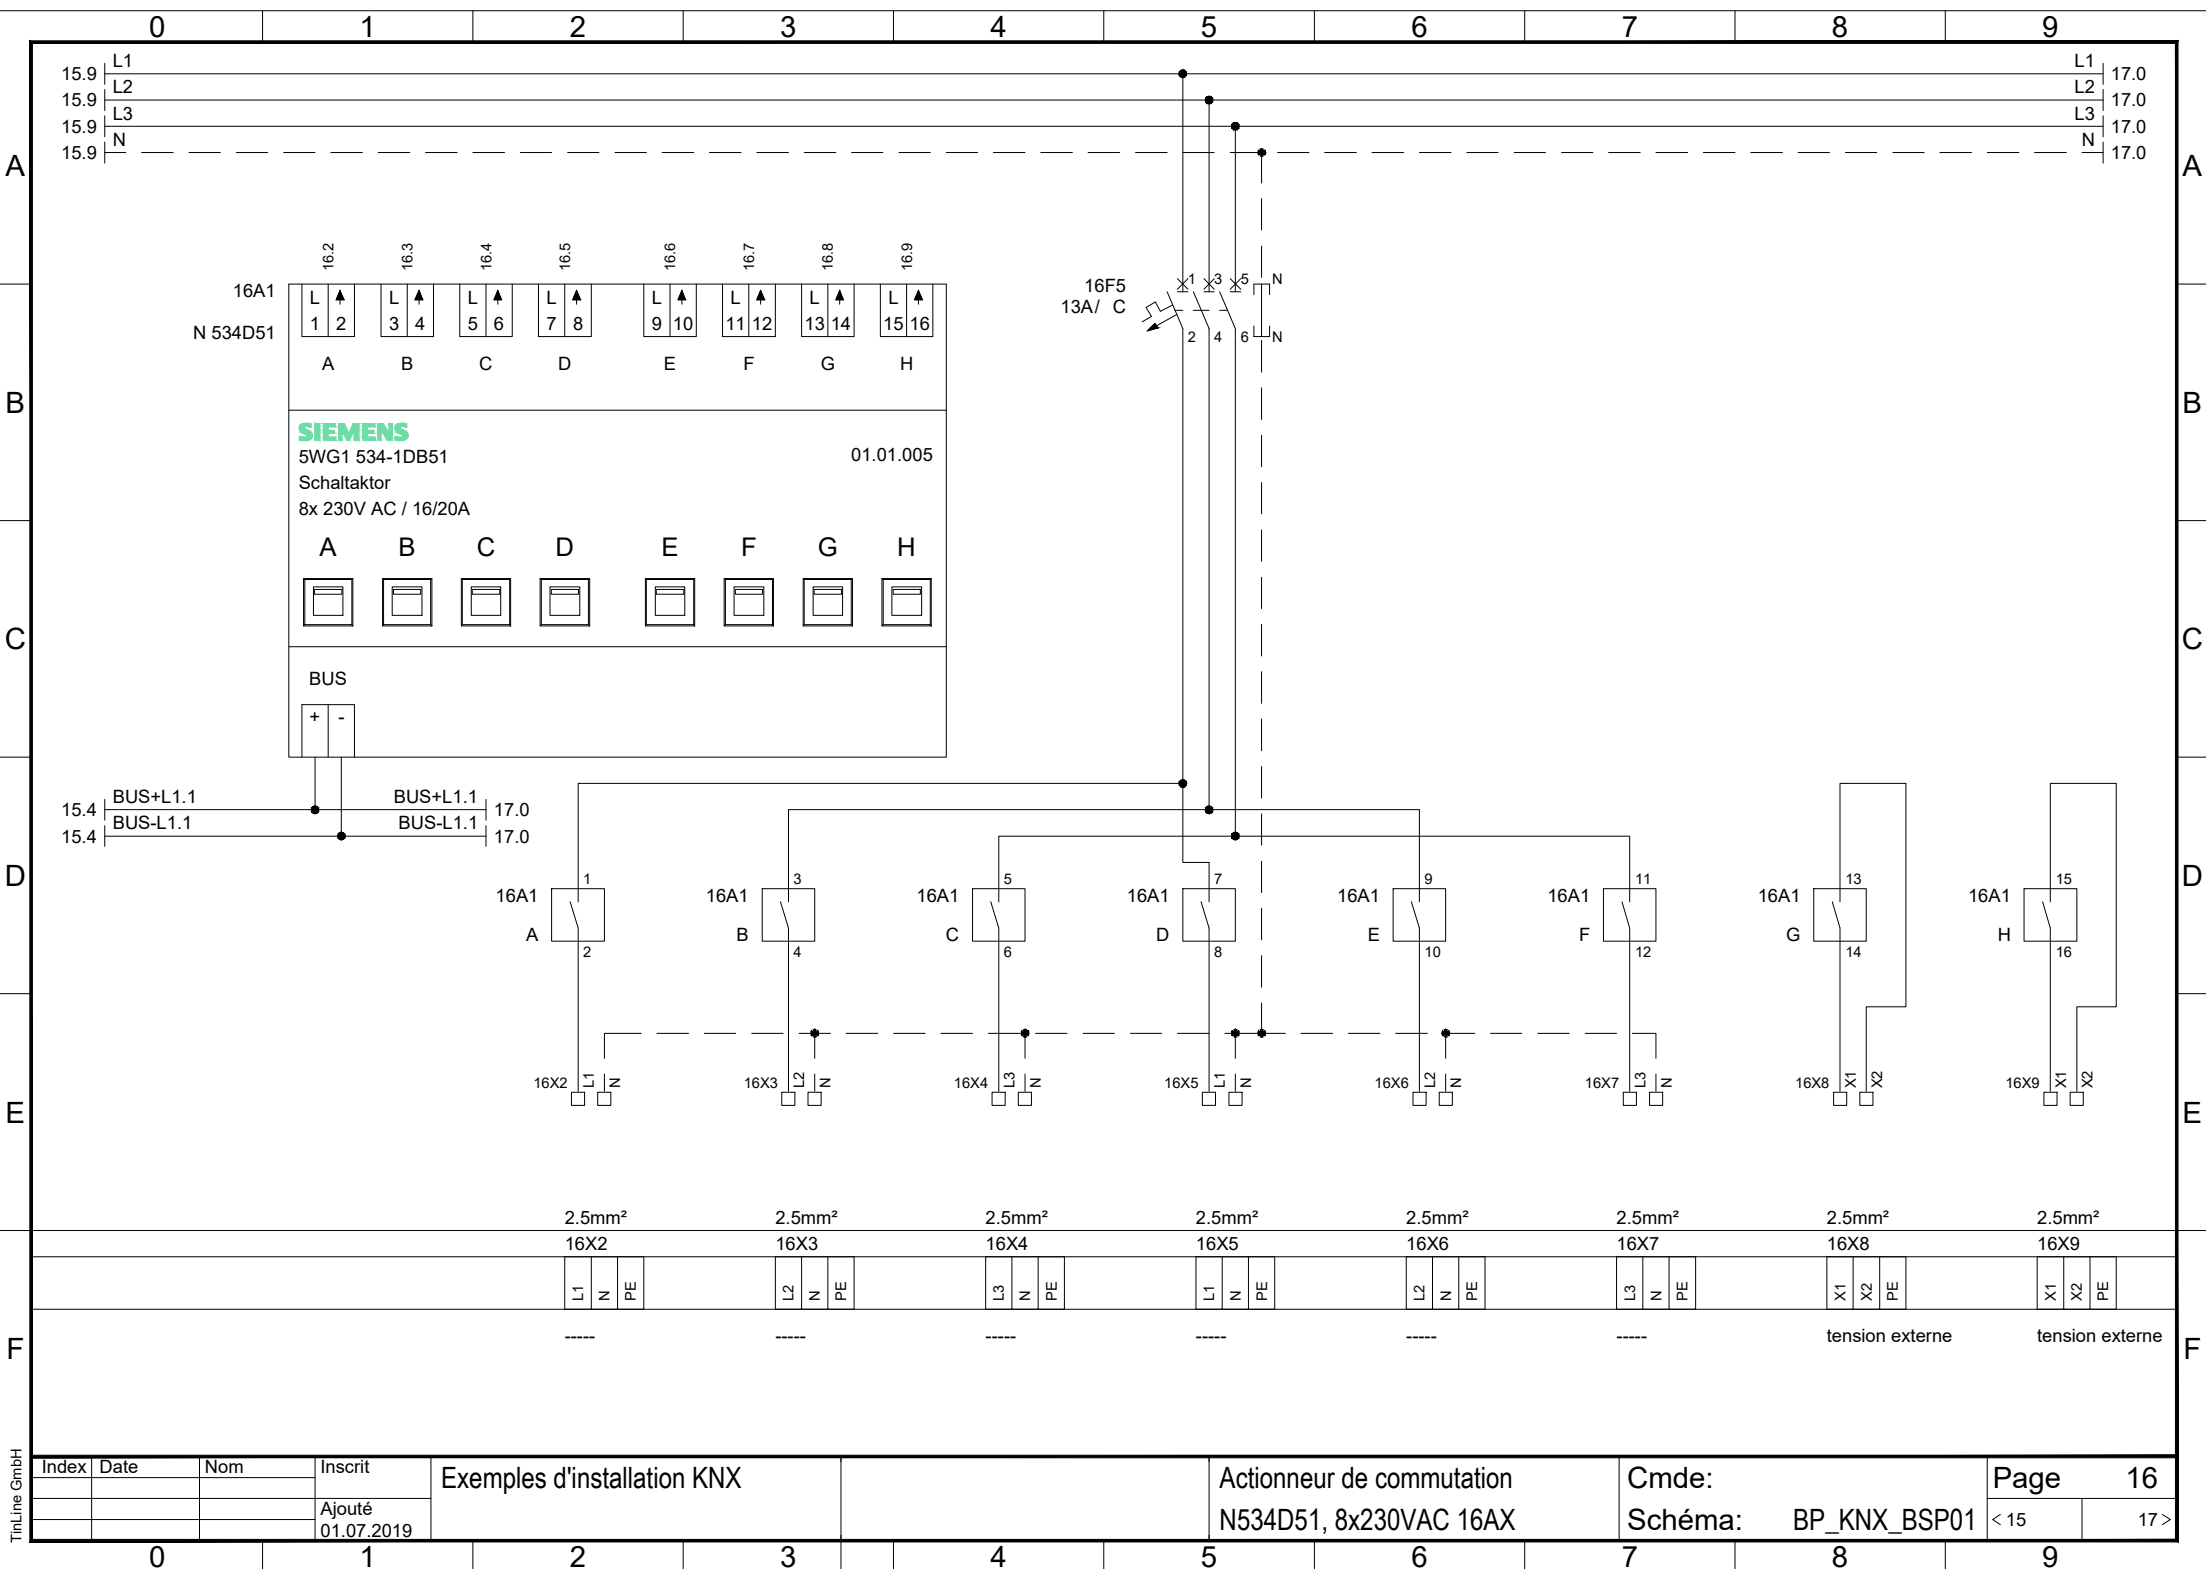 0 1 2 3 4 5 6 7 8 9
15.9 L1 L1 17.0
15.9 L2 L2 17.0
15.9 L3 L3 17.0
15.9 N N 17.0
A A
16.2 16.3 16.4 16.5 16.6 16.7 16.8 16.9
16A1
N 534D51
L L L L L L L L
1 2 3 4 5 6 7 8 9 10 11 12 13 14 15 16
A B C D E F G H
16F5
13A/ C
1 3 5 N
2 4 6 N
B B
SIEMENS
5WG1 534-1DB51 01.01.005
Schaltaktor
8x 230V AC / 16/20A
A B C D E F G H
C C
BUS
+ -
15.4 BUS+L1.1 BUS+L1.1 17.0
15.4 BUS-L1.1 BUS-L1.1 17.0
D D
1 3 5 7 9 11 13 15
16A1 16A1 16A1 16A1 16A1 16A1 16A1 16A1
A B C D E F G H
2 4 6 8 10 12 14 16
16X2 L1 N 16X3 L2 N 16X4 L3 N 16X5 L1 N 16X6 L2 N 16X7 L3 N 16X8 X1 X2 16X9 X1 X2
E E
2.5mm² 2.5mm² 2.5mm² 2.5mm² 2.5mm² 2.5mm² 2.5mm² 2.5mm²
16X2 16X3 16X4 16X5 16X6 16X7 16X8 16X9
L1 N PE L2 N PE L3 N PE L1 N PE L2 N PE L3 N PE X1 X2 PE X1 X2 PE
----- ----- ----- ----- ----- ----- tension externe tension externe
F F
TinLine GmbH
Index Date Nom Inscrit
Ajouté
01.07.2019
Exemples d'installation KNX
Actionneur de commutation
N534D51, 8x230VAC 16AX
Cmde:
Schéma: BP_KNX_BSP01
Page 16
<15 17>
0 1 2 3 4 5 6 7 8 9